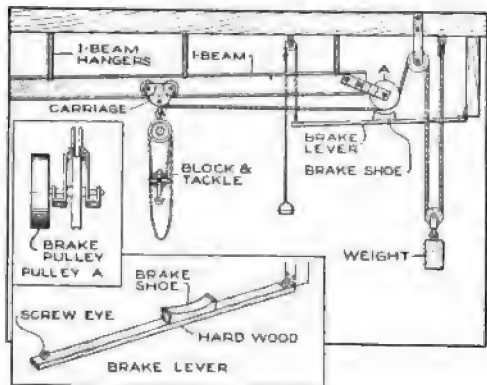 I-BEAM
HANGERS
I-BEAM
CARRIAGE
A
BRAKE
LEVER
BRAKE SHOE
BLOCK &
TACKLE
WEIGHT
BRAKE
PULLEY
PULLEY A
BRAKE
SHOE
SCREW EYE
HARD WOOD
BRAKE LEVER